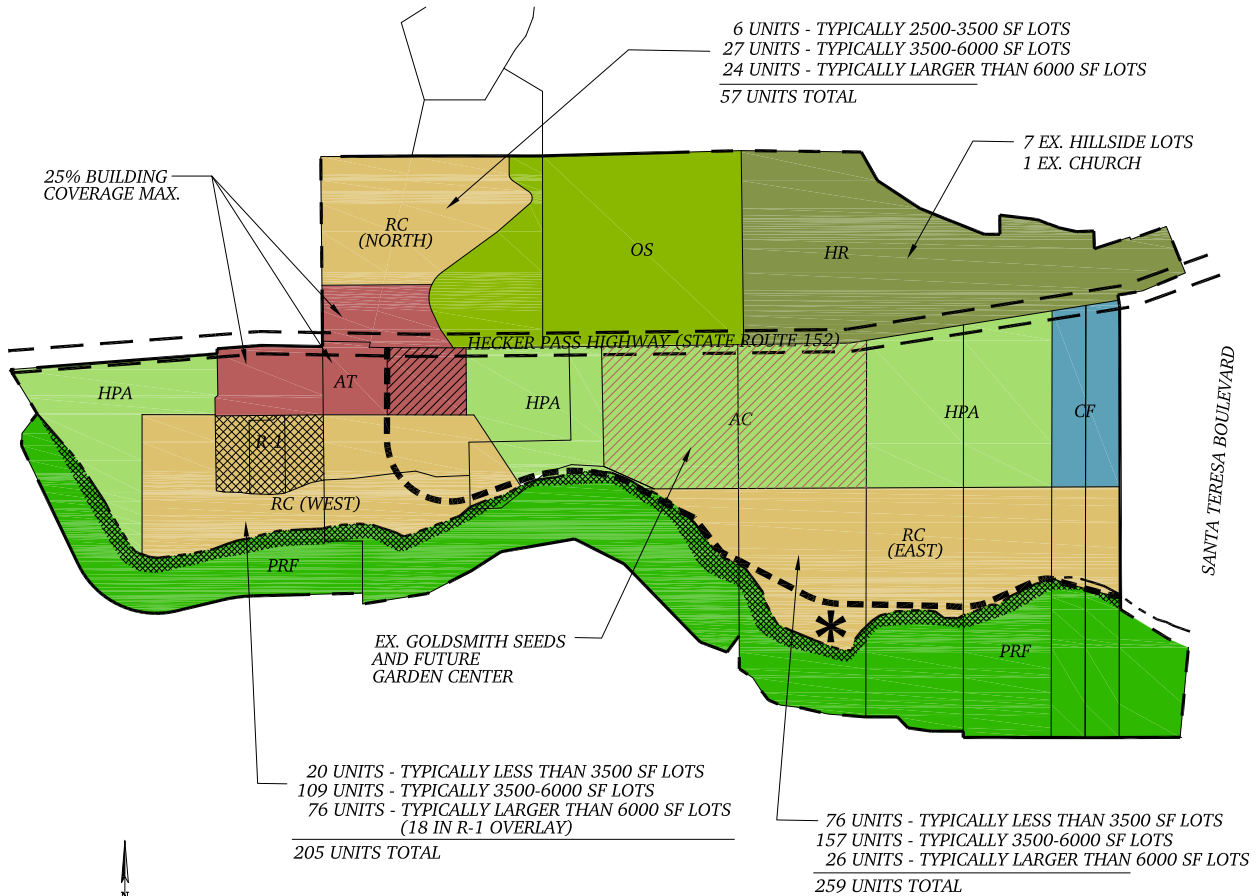 6 UNITS - TYPICALLY 2500-3500 SF LOTS
27 UNITS - TYPICALLY 3500-6000 SF LOTS
24 UNITS - TYPICALLY LARGER THAN 6000 SF LOTS
57 UNITS TOTAL
7 EX. HILLSIDE LOTS
1 EX. CHURCH
25% BUILDING
COVERAGE MAX.
RC
(NORTH)
OS
HR
HECKER PASS HIGHWAY (STATE ROUTE 152)
HPA
AT
HPA
AC
HPA
CF
SANTA TERESA BOULEVARD
R-1
RC (WEST)
RC
(EAST)
PRF
EX. GOLDSMITH SEEDS
AND FUTURE
GARDEN CENTER
PRF
20 UNITS - TYPICALLY LESS THAN 3500 SF LOTS
109 UNITS - TYPICALLY 3500-6000 SF LOTS
76 UNITS - TYPICALLY LARGER THAN 6000 SF LOTS
(18 IN R-1 OVERLAY)
205 UNITS TOTAL
76 UNITS - TYPICALLY LESS THAN 3500 SF LOTS
157 UNITS - TYPICALLY 3500-6000 SF LOTS
26 UNITS - TYPICALLY LARGER THAN 6000 SF LOTS
259 UNITS TOTAL
N